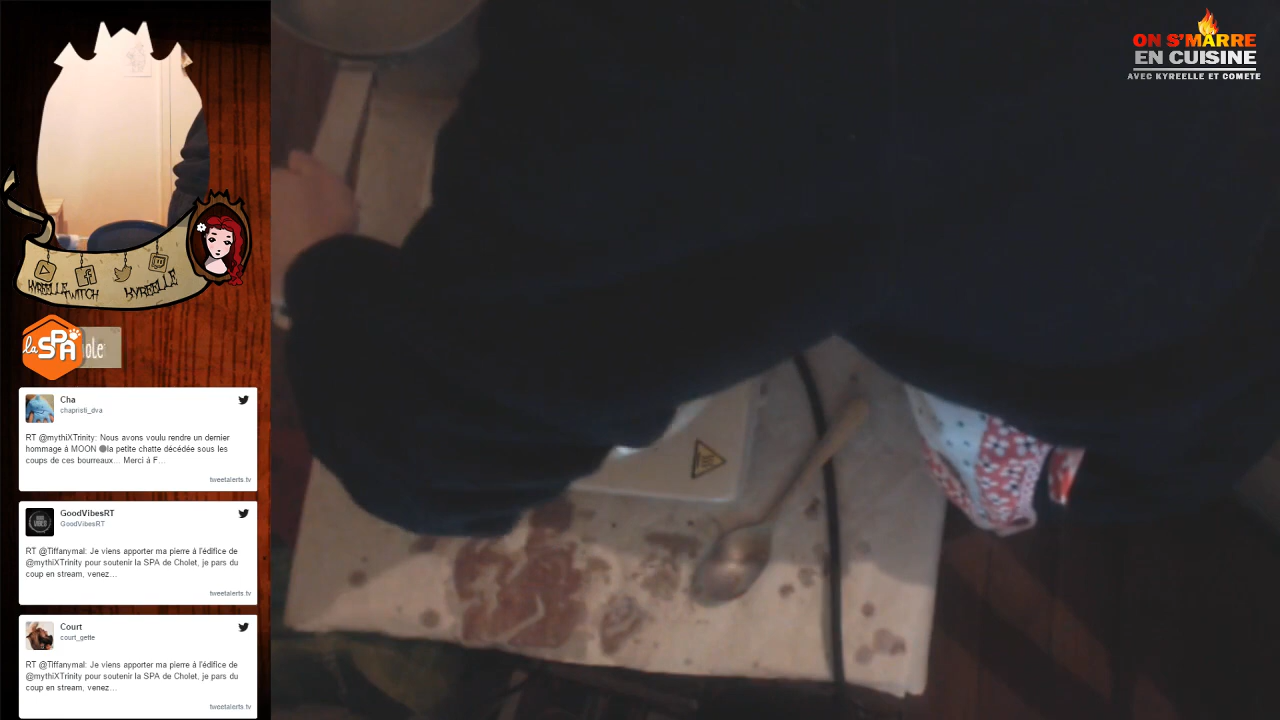 ON S'MARRE
EN CUISINE
AVEC KYREELLE ET COMETE
KYREELLE
TWITCH
KYREELLE
la SPA
Cha
chapristi_dva
RT @mythiXTrinity: Nous avons voulu rendre un dernier
hommage à MOON la petite chatte décédée sous les
coups de ces bourreaux... Merci à F...
tweetalerts.tv
GoodVibesRT
GoodVibesRT
RT @Tiffanymal: Je viens apporter ma pierre à l'édifice de
@mythiXTrinity pour soutenir la SPA de Cholet, je pars du
coup en stream, venez...
tweetalerts.tv
Court
court_gette
RT @Tiffanymal: Je viens apporter ma pierre à l'édifice de
@mythiXTrinity pour soutenir la SPA de Cholet, je pars du
coup en stream, venez...
tweetalerts.tv